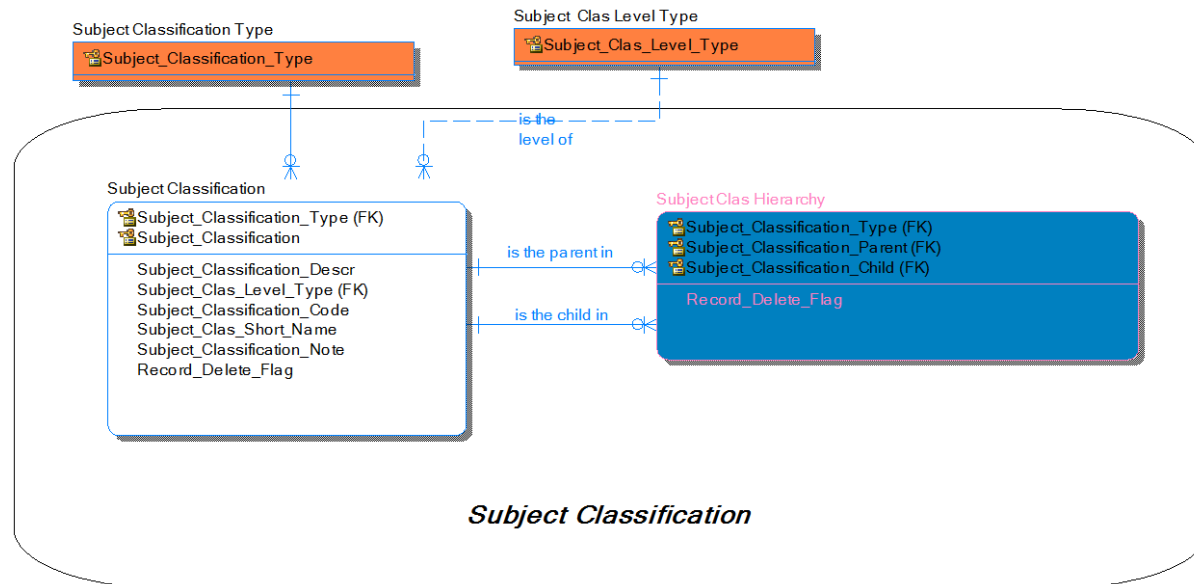 Subject Clas Level Type
Subject Classification Type
Subject_Clas_Level_Type
Subject_Classification_Type
is the
level of
Subject Classification
Subject_Classification_Type (FK)
Subject_Classification
Subject_Classification_Descr
Subject_Clas_Level_Type (FK)
Subject_Classification_Code
Subject_Clas_Short_Name
Subject_Classification_Note
Record_Delete_Flag
is the parent in
is the child in
Subject Clas Hierarchy
Subject_Classification_Type (FK)
Subject_Classification_Parent (FK)
Subject_Classification_Child (FK)
Record_Delete_Flag
Subject Classification